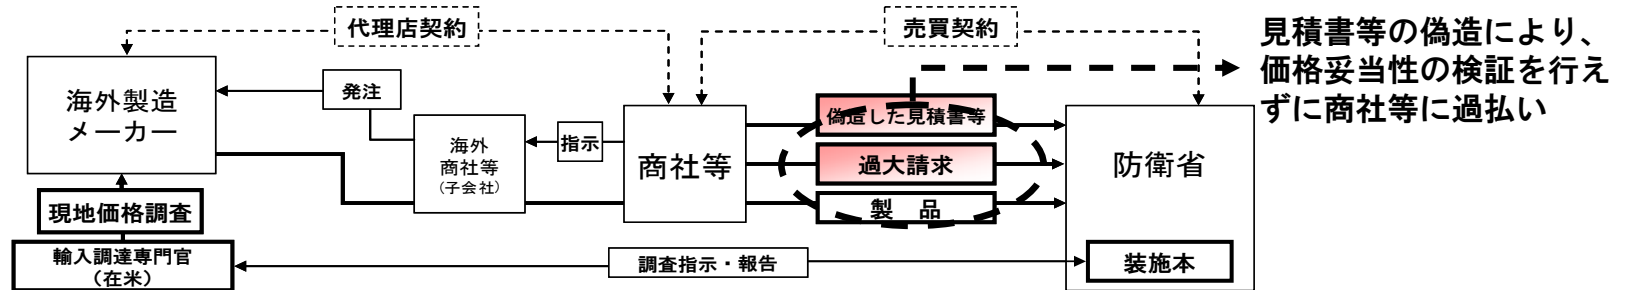 代理店契約
売買契約
見積書等の偽造により、
価格妥当性の検証を行え
ずに商社等に過払い
海外製造
メーカー
発注
海外
商社等
(子会社)
指示
商社等
偽造した見積書等
過大請求
製　品
防衛省
現地価格調査
輸入調達専門官
(在米)
調査指示・報告
装施本